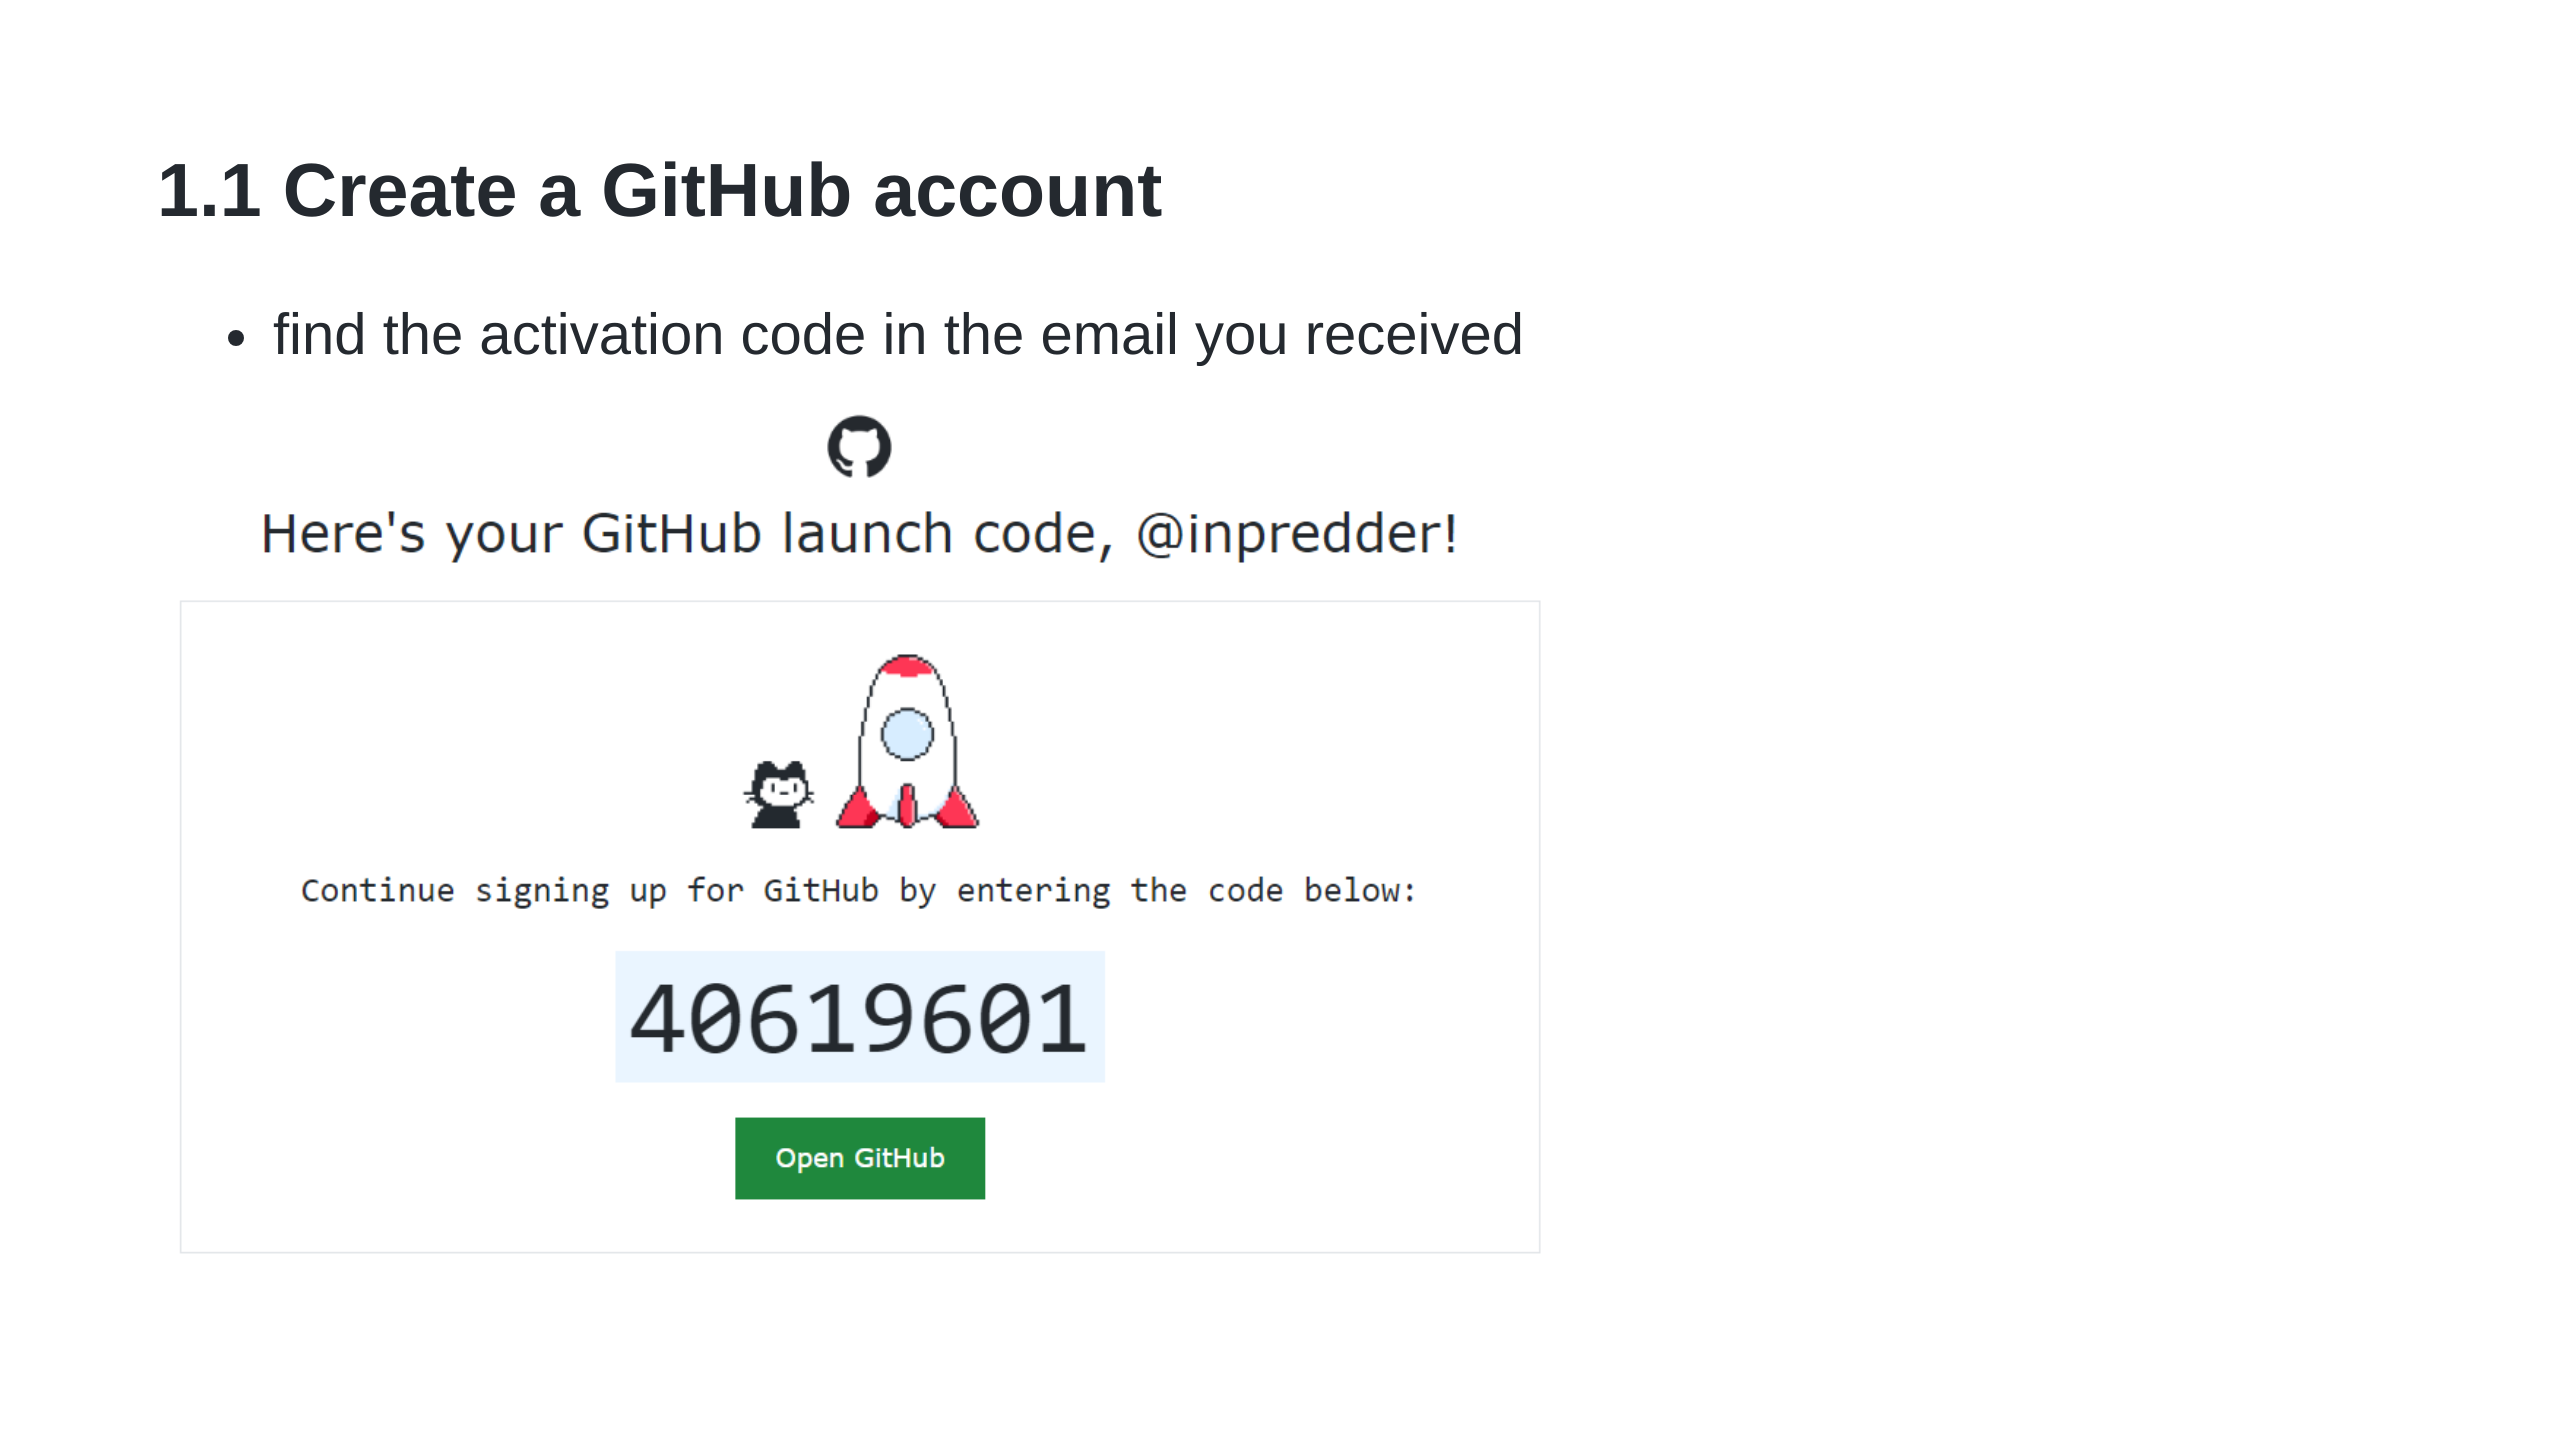 1.1 Create a GitHub account
• find the activation code in the email you received
Here's your GitHub launch code, @inpredder!
Continue signing up for GitHub by entering the code below:
40619601
Open GitHub